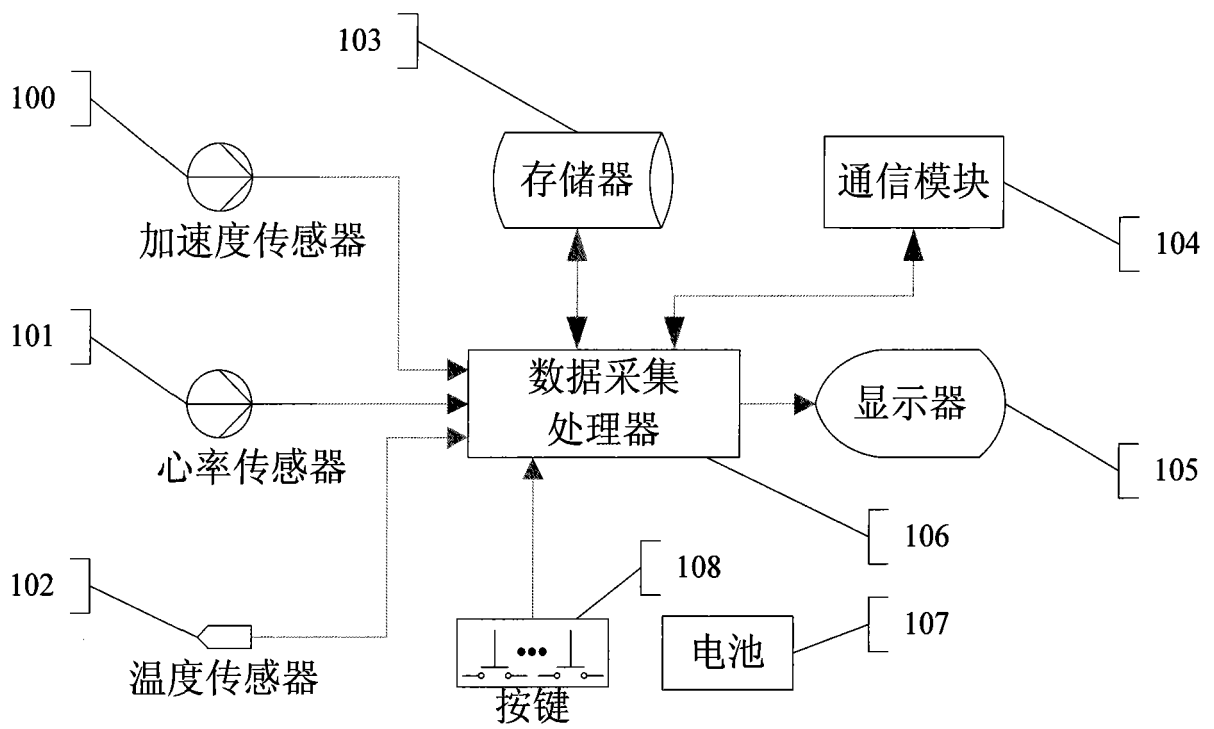 103
100
存储器
通信模块
加速度传感器
104
101
数据采集
处理器
显示器
心率传感器
105
106
102
108
107
温度传感器
电池
按键